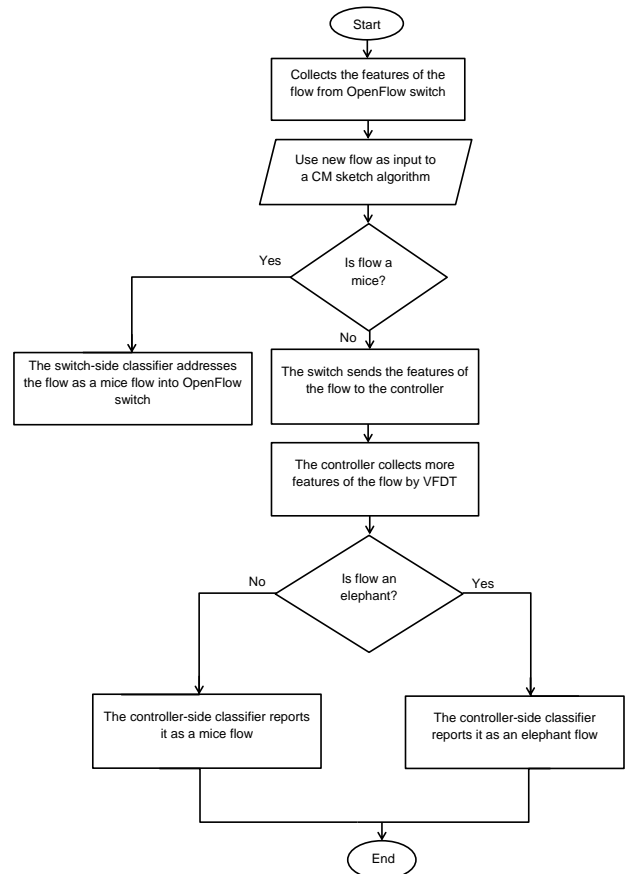 Start
Collects the features of the
flow from OpenFlow switch
Use new flow as input to
a CM sketch algorithm
Yes
Is flow a
mice?
No
The switch-side classifier addresses
the flow as a mice flow into OpenFlow
switch
The switch sends the features of
the flow to the controller
The controller collects more
features of the flow by VFDT
No
Is flow an
elephant?
Yes
The controller-side classifier reports
it as a mice flow
The controller-side classifier
reports it as an elephant flow
End